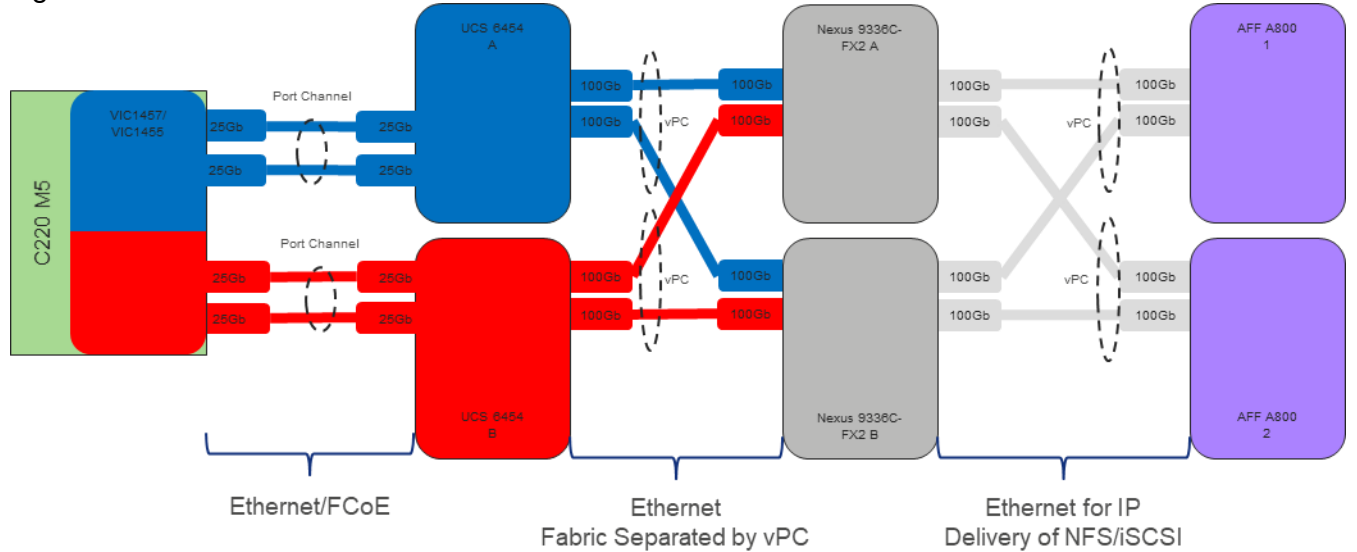 UCS 6454
A
Nexus 9336C-
FX2 A
AFF A800
1
VIC1457/
VIC1455
C220 M5
Port Channel
25Gb
25Gb
25Gb
25Gb
100Gb
100Gb
100Gb
100Gb
vPC
100Gb
100Gb
100Gb
100Gb
vPC
Port Channel
25Gb
25Gb
25Gb
25Gb
100Gb
100Gb
100Gb
100Gb
vPC
100Gb
100Gb
100Gb
100Gb
vPC
UCS 6454
B
Nexus 9336C-
FX2 B
AFF A800
2
Ethernet/FCoE
Ethernet
Fabric Separated by vPC
Ethernet for IP
Delivery of NFS/iSCSI